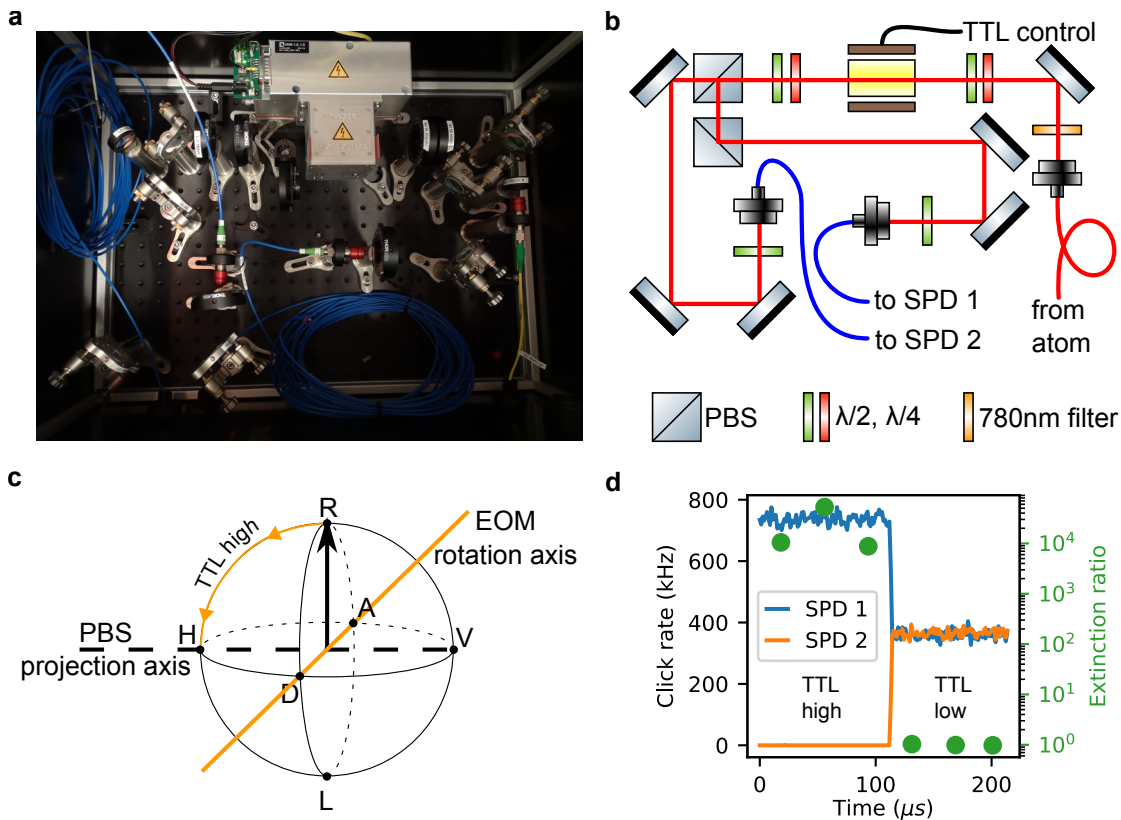 a
b
TTL control
to SPD 1
to SPD 2
from
atom
PBS
λ/2, λ/4
780nm filter
c
R
EOM
rotation axis
TTL high
A
PBS
H
V
projection axis
D
L
d
800
600
400
200
0
Click rate (kHz)
SPD 1
SPD 2
TTL
high
TTL
low
10⁴
10³
10²
10¹
10⁰
Extinction ratio
0
100
200
Time (μs)